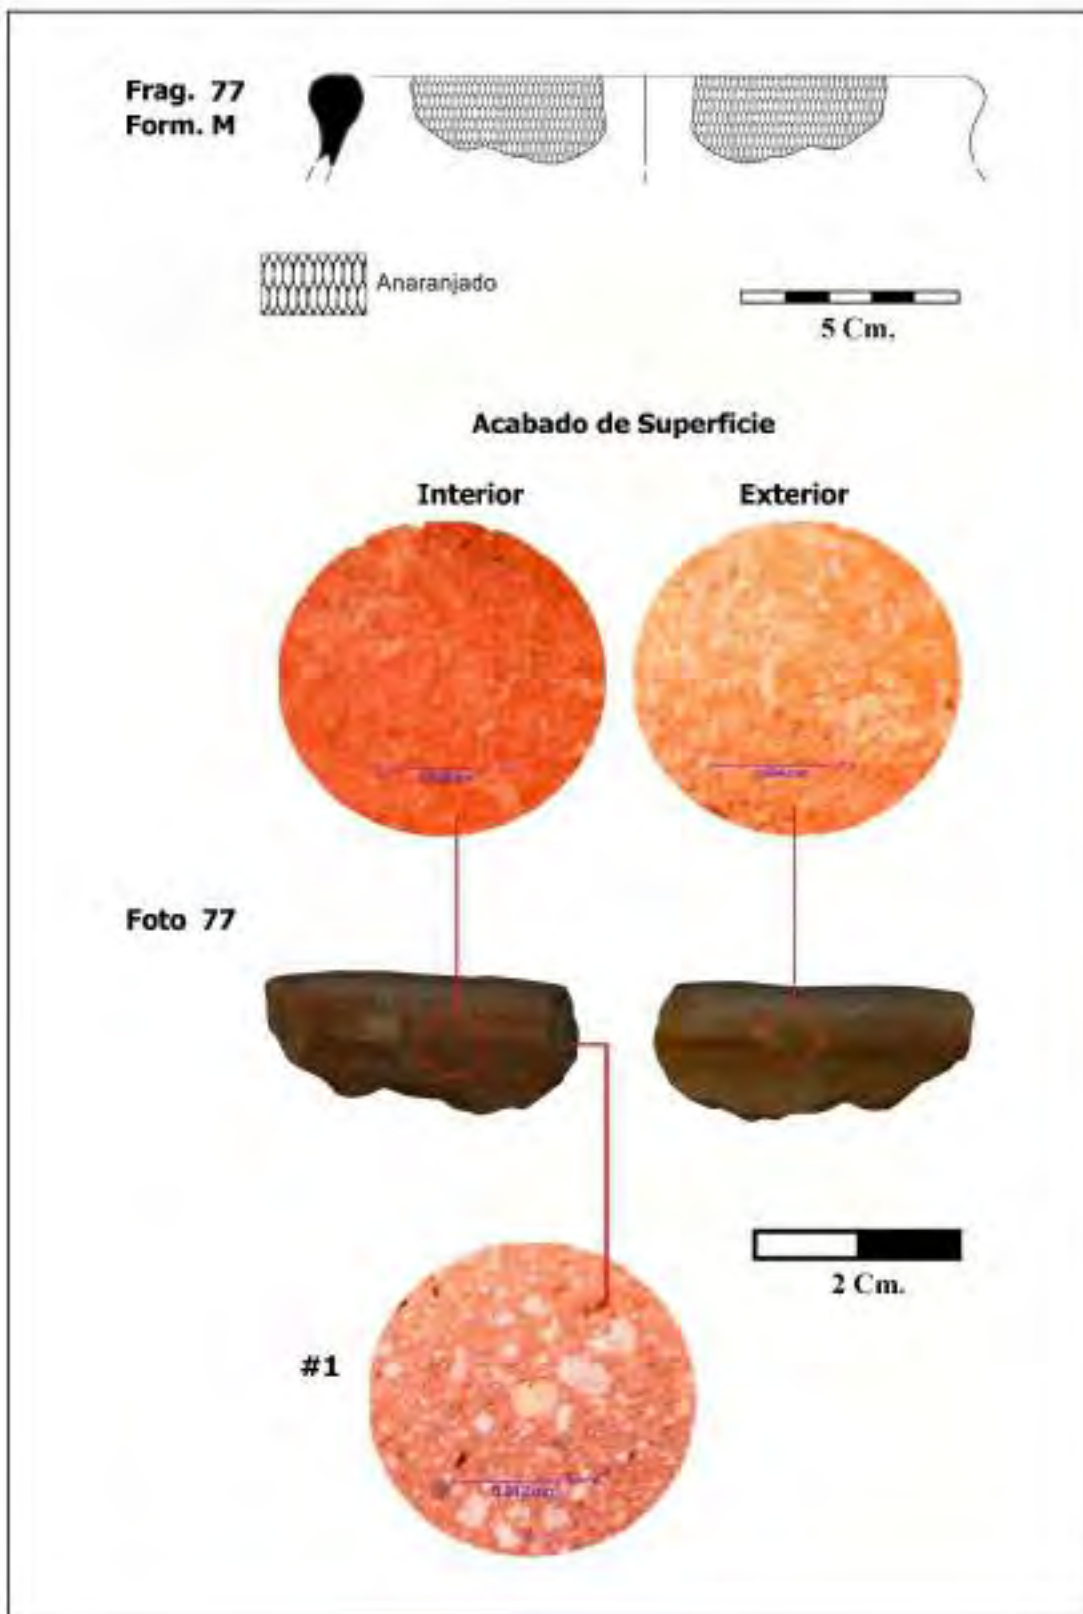 Frag. 77
Form. M
Anaranjado
5 Cm.
Acabado de Superficie
Interior
Exterior
Foto 77
2 Cm.
#1